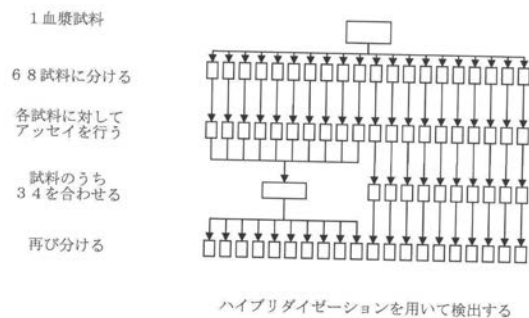 1血漿試料
68試料に分ける
各試料に対して
アッセイを行う
試料のうち
34を合わせる
再び分ける
ハイブリダイゼーションを用いて検出する